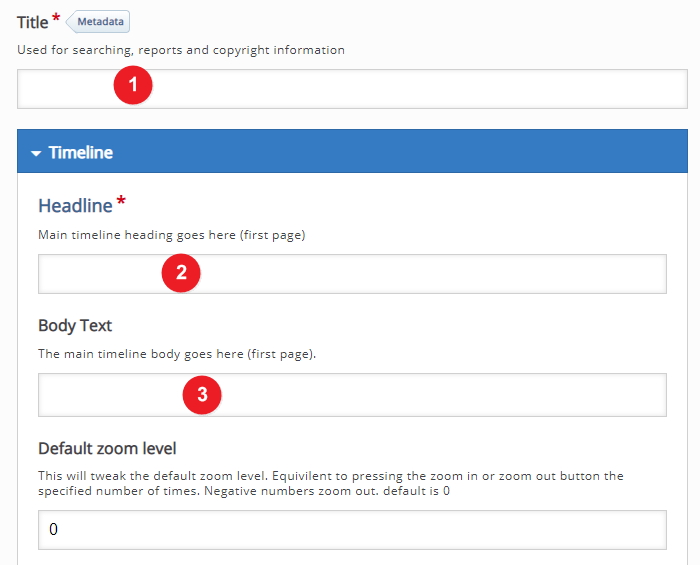 Title * Metadata
Used for searching, reports and copyright information
1
Timeline
Headline *
Main timeline heading goes here (first page)
2
Body Text
The main timeline body goes here (first page).
3
Default zoom level
This will tweak the default zoom level. Equivilent to pressing the zoom in or zoom out button the
specified number of times. Negative numbers zoom out. default is 0
0